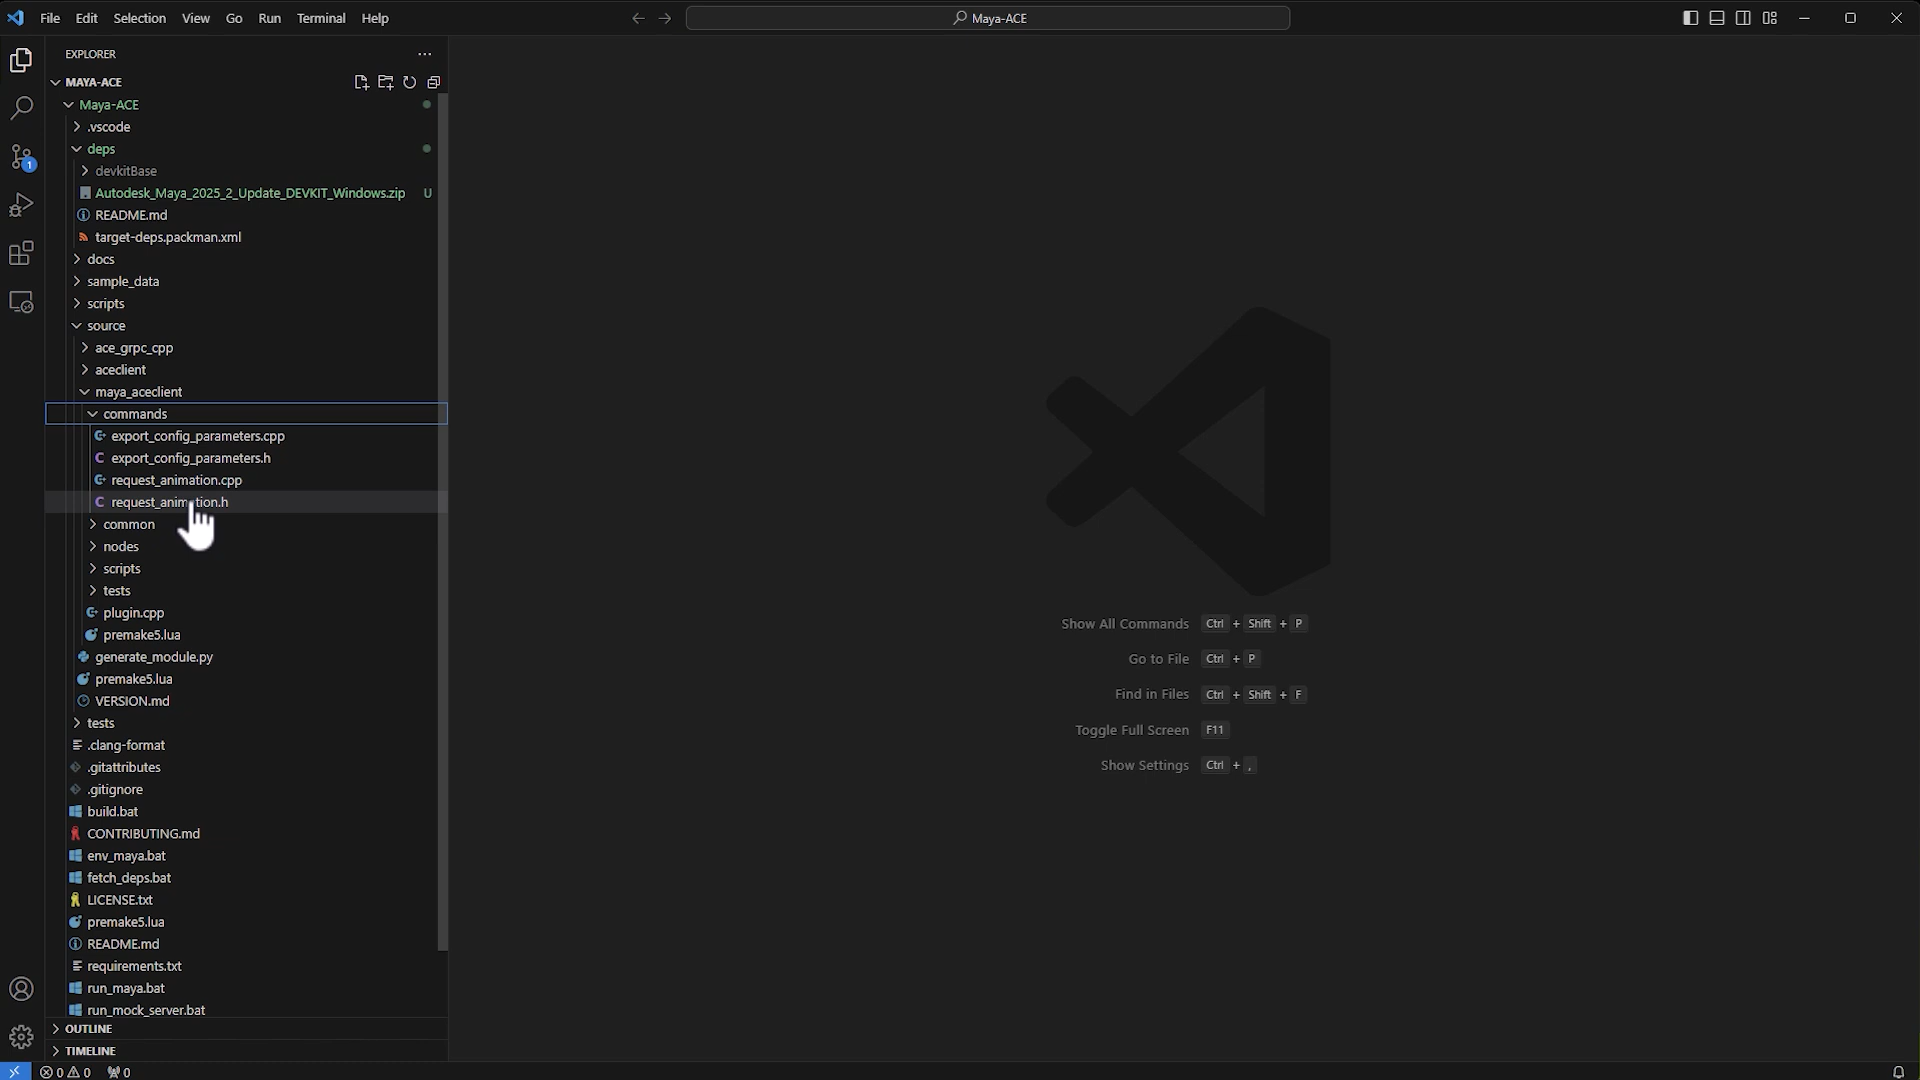 File Edit Selection View Go Run Terminal Help
Maya-ACE
EXPLORER
MAYA-ACE
Maya-ACE
.vscode
deps
devkitBase
Autodesk_Maya_2025_2_Update_DEVKIT_Windows.zip U
README.md
target-deps.packman.xml
docs
sample_data
scripts
source
ace_grpc_cpp
aceclient
maya_aceclient
commands
export_config_parameters.cpp
export_config_parameters.h
request_animation.cpp
request_animation.h
common
nodes
scripts
tests
plugin.cpp
premake5.lua
generate_module.py
premake5.lua
VERSION.md
tests
.clang-format
.gitattributes
.gitignore
build.bat
CONTRIBUTING.md
env_maya.bat
fetch_deps.bat
LICENSE.txt
premake5.lua
README.md
requirements.txt
run_maya.bat
run_mock_server.bat
OUTLINE
TIMELINE
1
0 0 0
Show All Commands Ctrl + Shift + P
Go to File Ctrl + P
Find in Files Ctrl + Shift + F
Toggle Full Screen F11
Show Settings Ctrl + ,